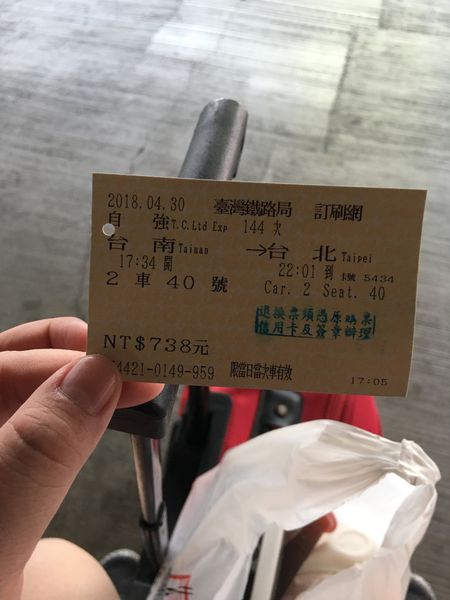 2018.04.30 臺灣鐵路局 訂刷網
自 強 T.C.Ltd Exp 144 次
台 南 Tainan → 台 北 Taipei
17:34 開 22:01 到 卡號 5434
2 車 40 號 Car. 2 Seat. 40
退換票須憑原購票
信用卡及簽章辦理
NT$738元
4421-0149-959 限當日當次車有效 17:05